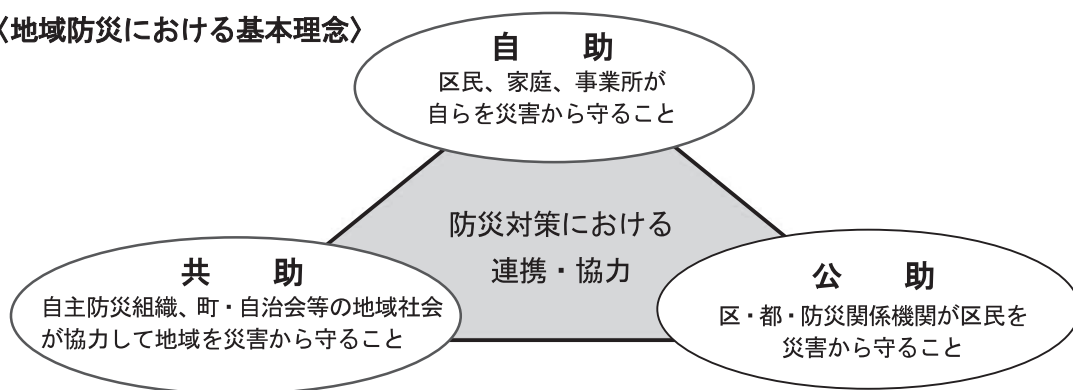 〈地域防災における基本理念〉
自　助
区民、家庭、事業所が
自らを災害から守ること
防災対策における
連携・協力
共　助
自主防災組織、町・自治会等の地域社会
が協力して地域を災害から守ること
公　助
区・都・防災関係機関が区民を
災害から守ること